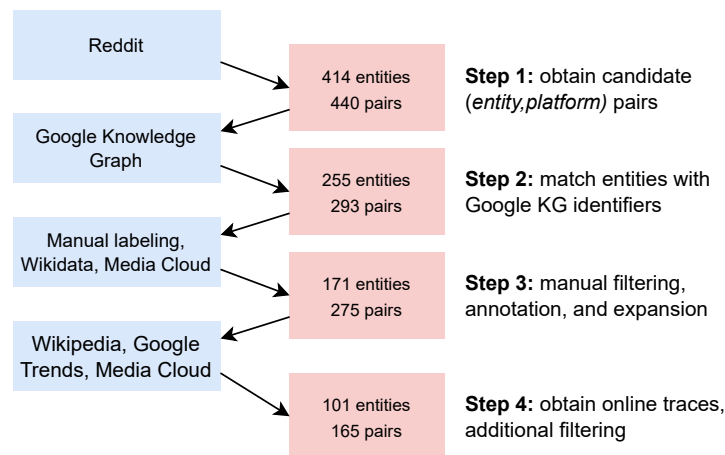 Reddit
414 entities
440 pairs
Step 1: obtain candidate
(entity,platform) pairs
Google Knowledge
Graph
255 entities
293 pairs
Step 2: match entities with
Google KG identifiers
Manual labeling,
Wikidata, Media Cloud
171 entities
275 pairs
Step 3: manual filtering,
annotation, and expansion
Wikipedia, Google
Trends, Media Cloud
101 entities
165 pairs
Step 4: obtain online traces,
additional filtering